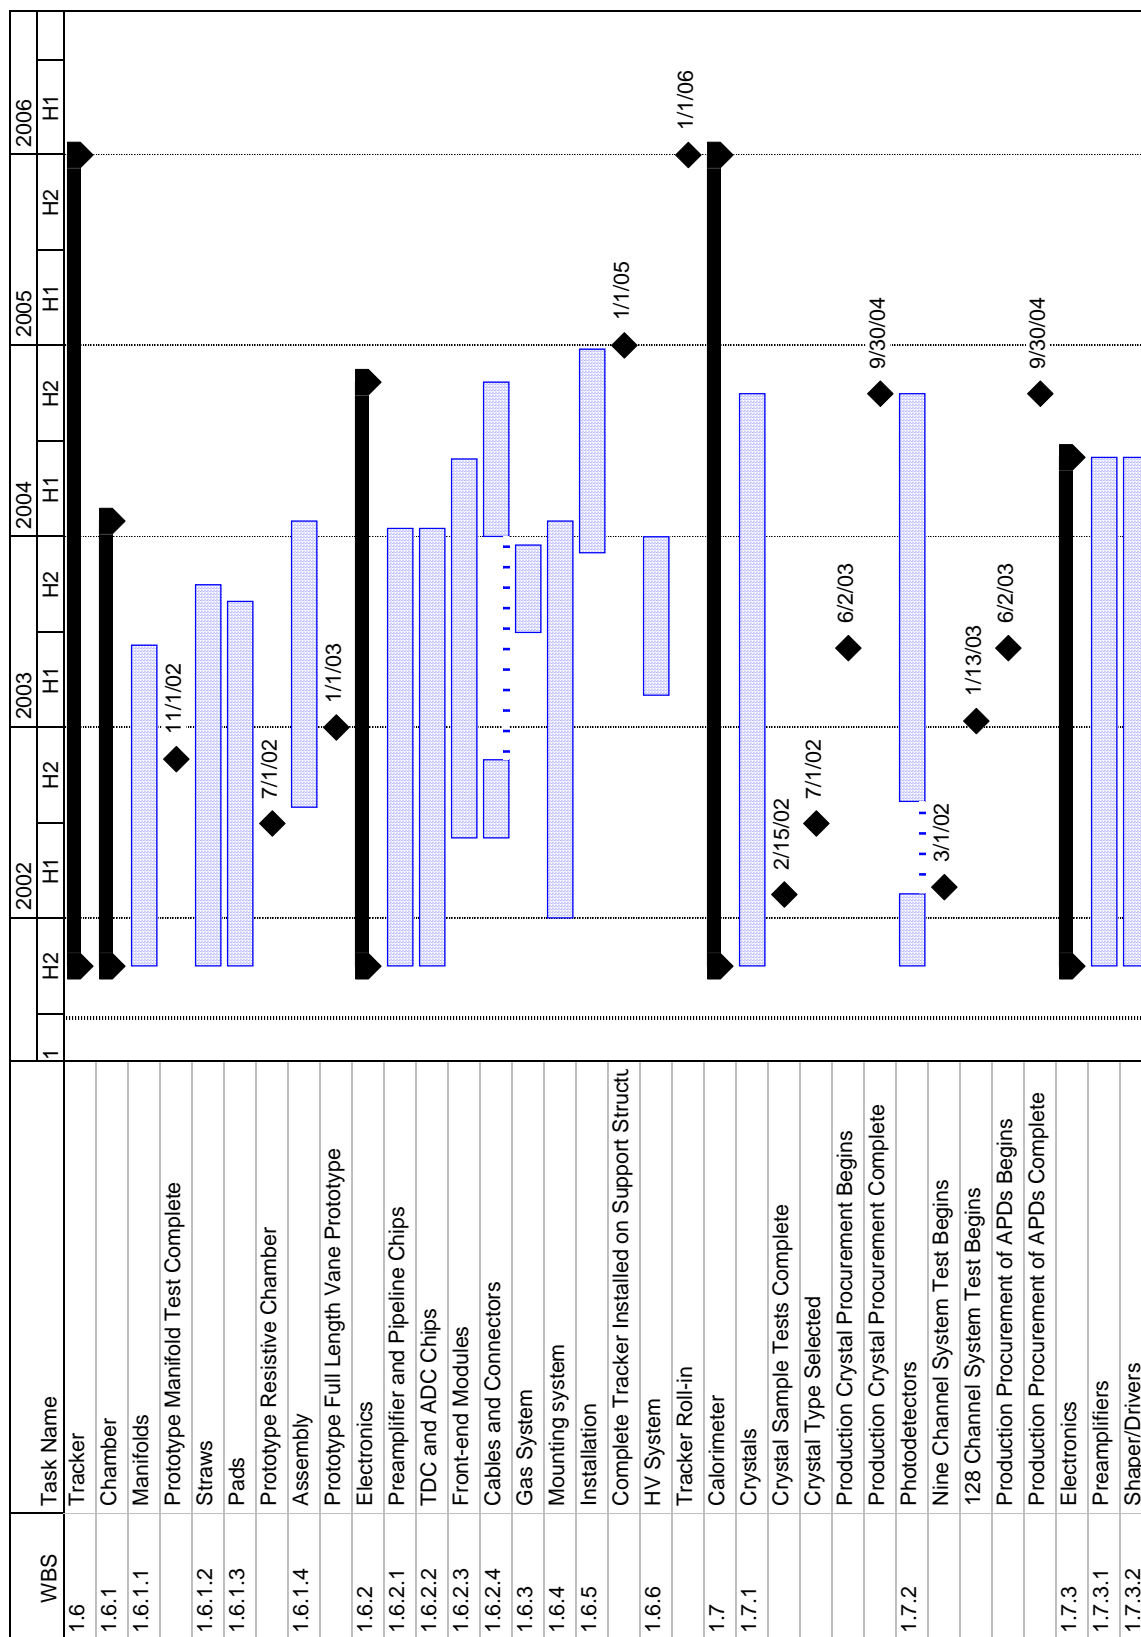 WBS Task Name 2002 2003 2004 2005 2006
1 H2 H1 H2 H1 H2 H1 H2 H1 H2 H1
1.6 Tracker
1.6.1 Chamber
1.6.1.1 Manifolds
Prototype Manifold Test Complete 11/1/02
1.6.1.2 Straws
1.6.1.3 Pads
Prototype Resistive Chamber 7/1/02
1.6.1.4 Assembly
Prototype Full Length Vane Prototype 1/1/03
1.6.2 Electronics
1.6.2.1 Preamplifier and Pipeline Chips
1.6.2.2 TDC and ADC Chips
1.6.2.3 Front-end Modules
1.6.2.4 Cables and Connectors
1.6.3 Gas System
1.6.4 Mounting system
1.6.5 Installation
Complete Tracker Installed on Support Structu 1/1/05
1.6.6 HV System
Tracker Roll-in 1/1/06
1.7 Calorimeter
1.7.1 Crystals
Crystal Sample Tests Complete 2/15/02
Crystal Type Selected 7/1/02
Production Crystal Procurement Begins 6/2/03
Production Crystal Procurement Complete 9/30/04
1.7.2 Photodetectors
Nine Channel System Test Begins 3/1/02
128 Channel System Test Begins 1/13/03
Production Procurement of APDs Begins 6/2/03
Production Procurement of APDs Complete 9/30/04
1.7.3 Electronics
1.7.3.1 Preamplifiers
1.7.3.2 Shaper/Drivers